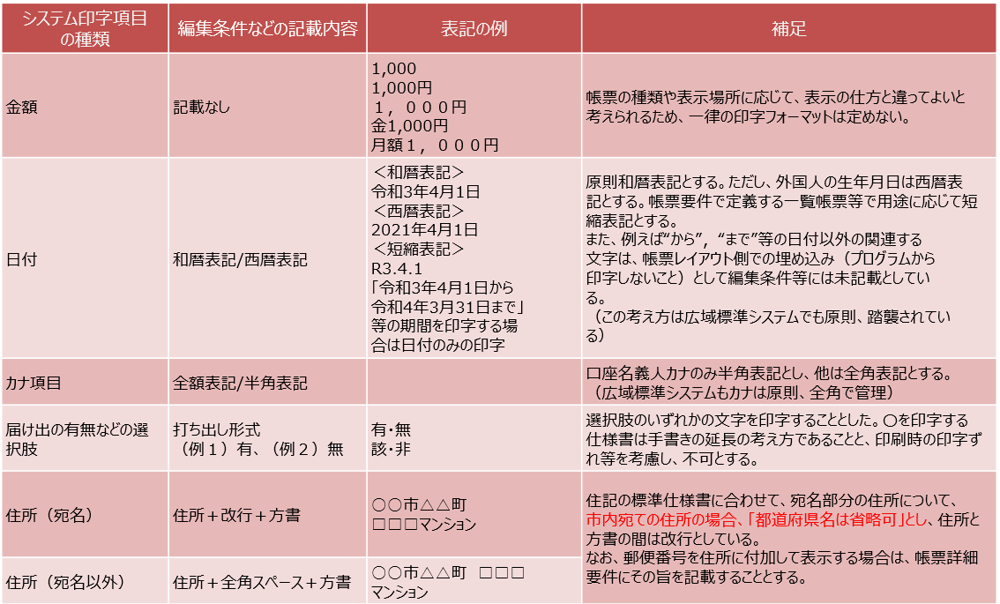 システム印字項目
の種類
編集条件などの記載内容
表記の例
補足
金額
記載なし
1,000
1,000円
１，０００円
金1,000円
月額１，０００円
帳票の種類や表示場所に応じて、表示の仕方と違ってよいと
考えられるため、一律の印字フォーマットは定めない。
日付
和暦表記/西暦表記
＜和暦表記＞
令和3年4月1日
＜西暦表記＞
2021年4月1日
＜短縮表記＞
R3.4.1
「令和3年4月1日から
令和4年3月31日まで」
等の期間を印字する場
合は日付のみの印字
原則和暦表記とする。ただし、外国人の生年月日は西暦表
記とする。帳票要件で定義する一覧帳票等で用途に応じて短
縮表記とする。
また、例えば“から”，“まで”等の日付以外の関連する
文字は、帳票レイアウト側での埋め込み（プログラムから
印字しないこと）として編集条件等には未記載としてい
る。
（この考え方は広域標準システムでも原則、踏襲されてい
る）
カナ項目
全額表記/半角表記
口座名義人カナのみ半角表記とし、他は全角表記とする。
（広域標準システムもカナは原則、全角で管理）
届け出の有無などの選
択肢
打ち出し形式
（例１）有、（例２）無
有・無
該・非
選択肢のいずれかの文字を印字することとした。〇を印字する
仕様書は手書きの延長の考え方であることと、印刷時の印字ず
れ等を考慮し、不可とする。
住所（宛名）
住所＋改行＋方書
○○市△△町
□□□マンション
住記の標準仕様書に合わせて、宛名部分の住所について、
市内宛ての住所の場合、「都道府県名は省略可」とし、住所と
方書の間は改行としている。
なお、郵便番号を住所に付加して表示する場合は、帳票詳細
要件にその旨を記載することとする。
住所（宛名以外）
住所＋全角スペース＋方書
○○市△△町　□□□
マンション